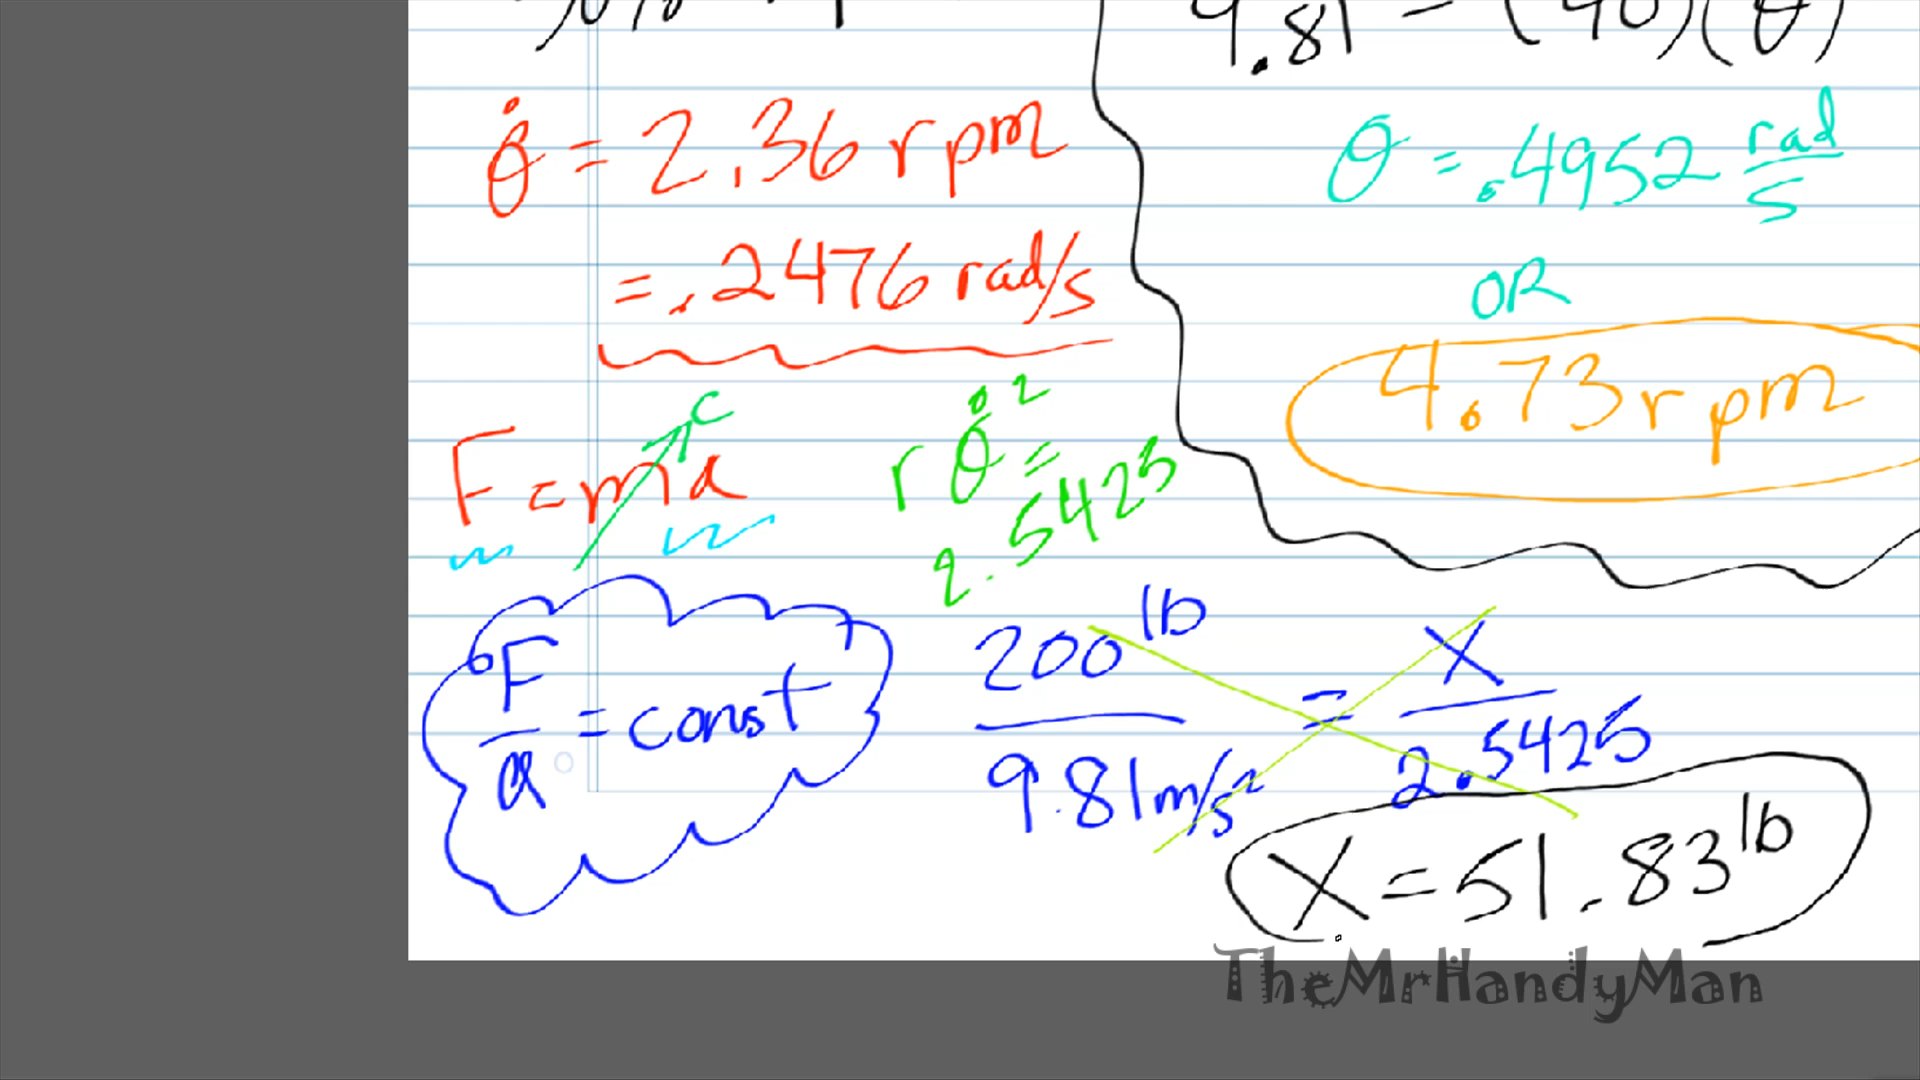 9.81 = (40)(θ)
θ̇ = 2.36 rpm
= .2476 rad/s
θ = .4952 rad/s
OR
4.73 rpm
F = ma
c
rθ̇² =
2.5425
F/a = const
200 lb / 9.81 m/s² = X / 2.5425
X = 51.83 lb
TheMrHandyMan